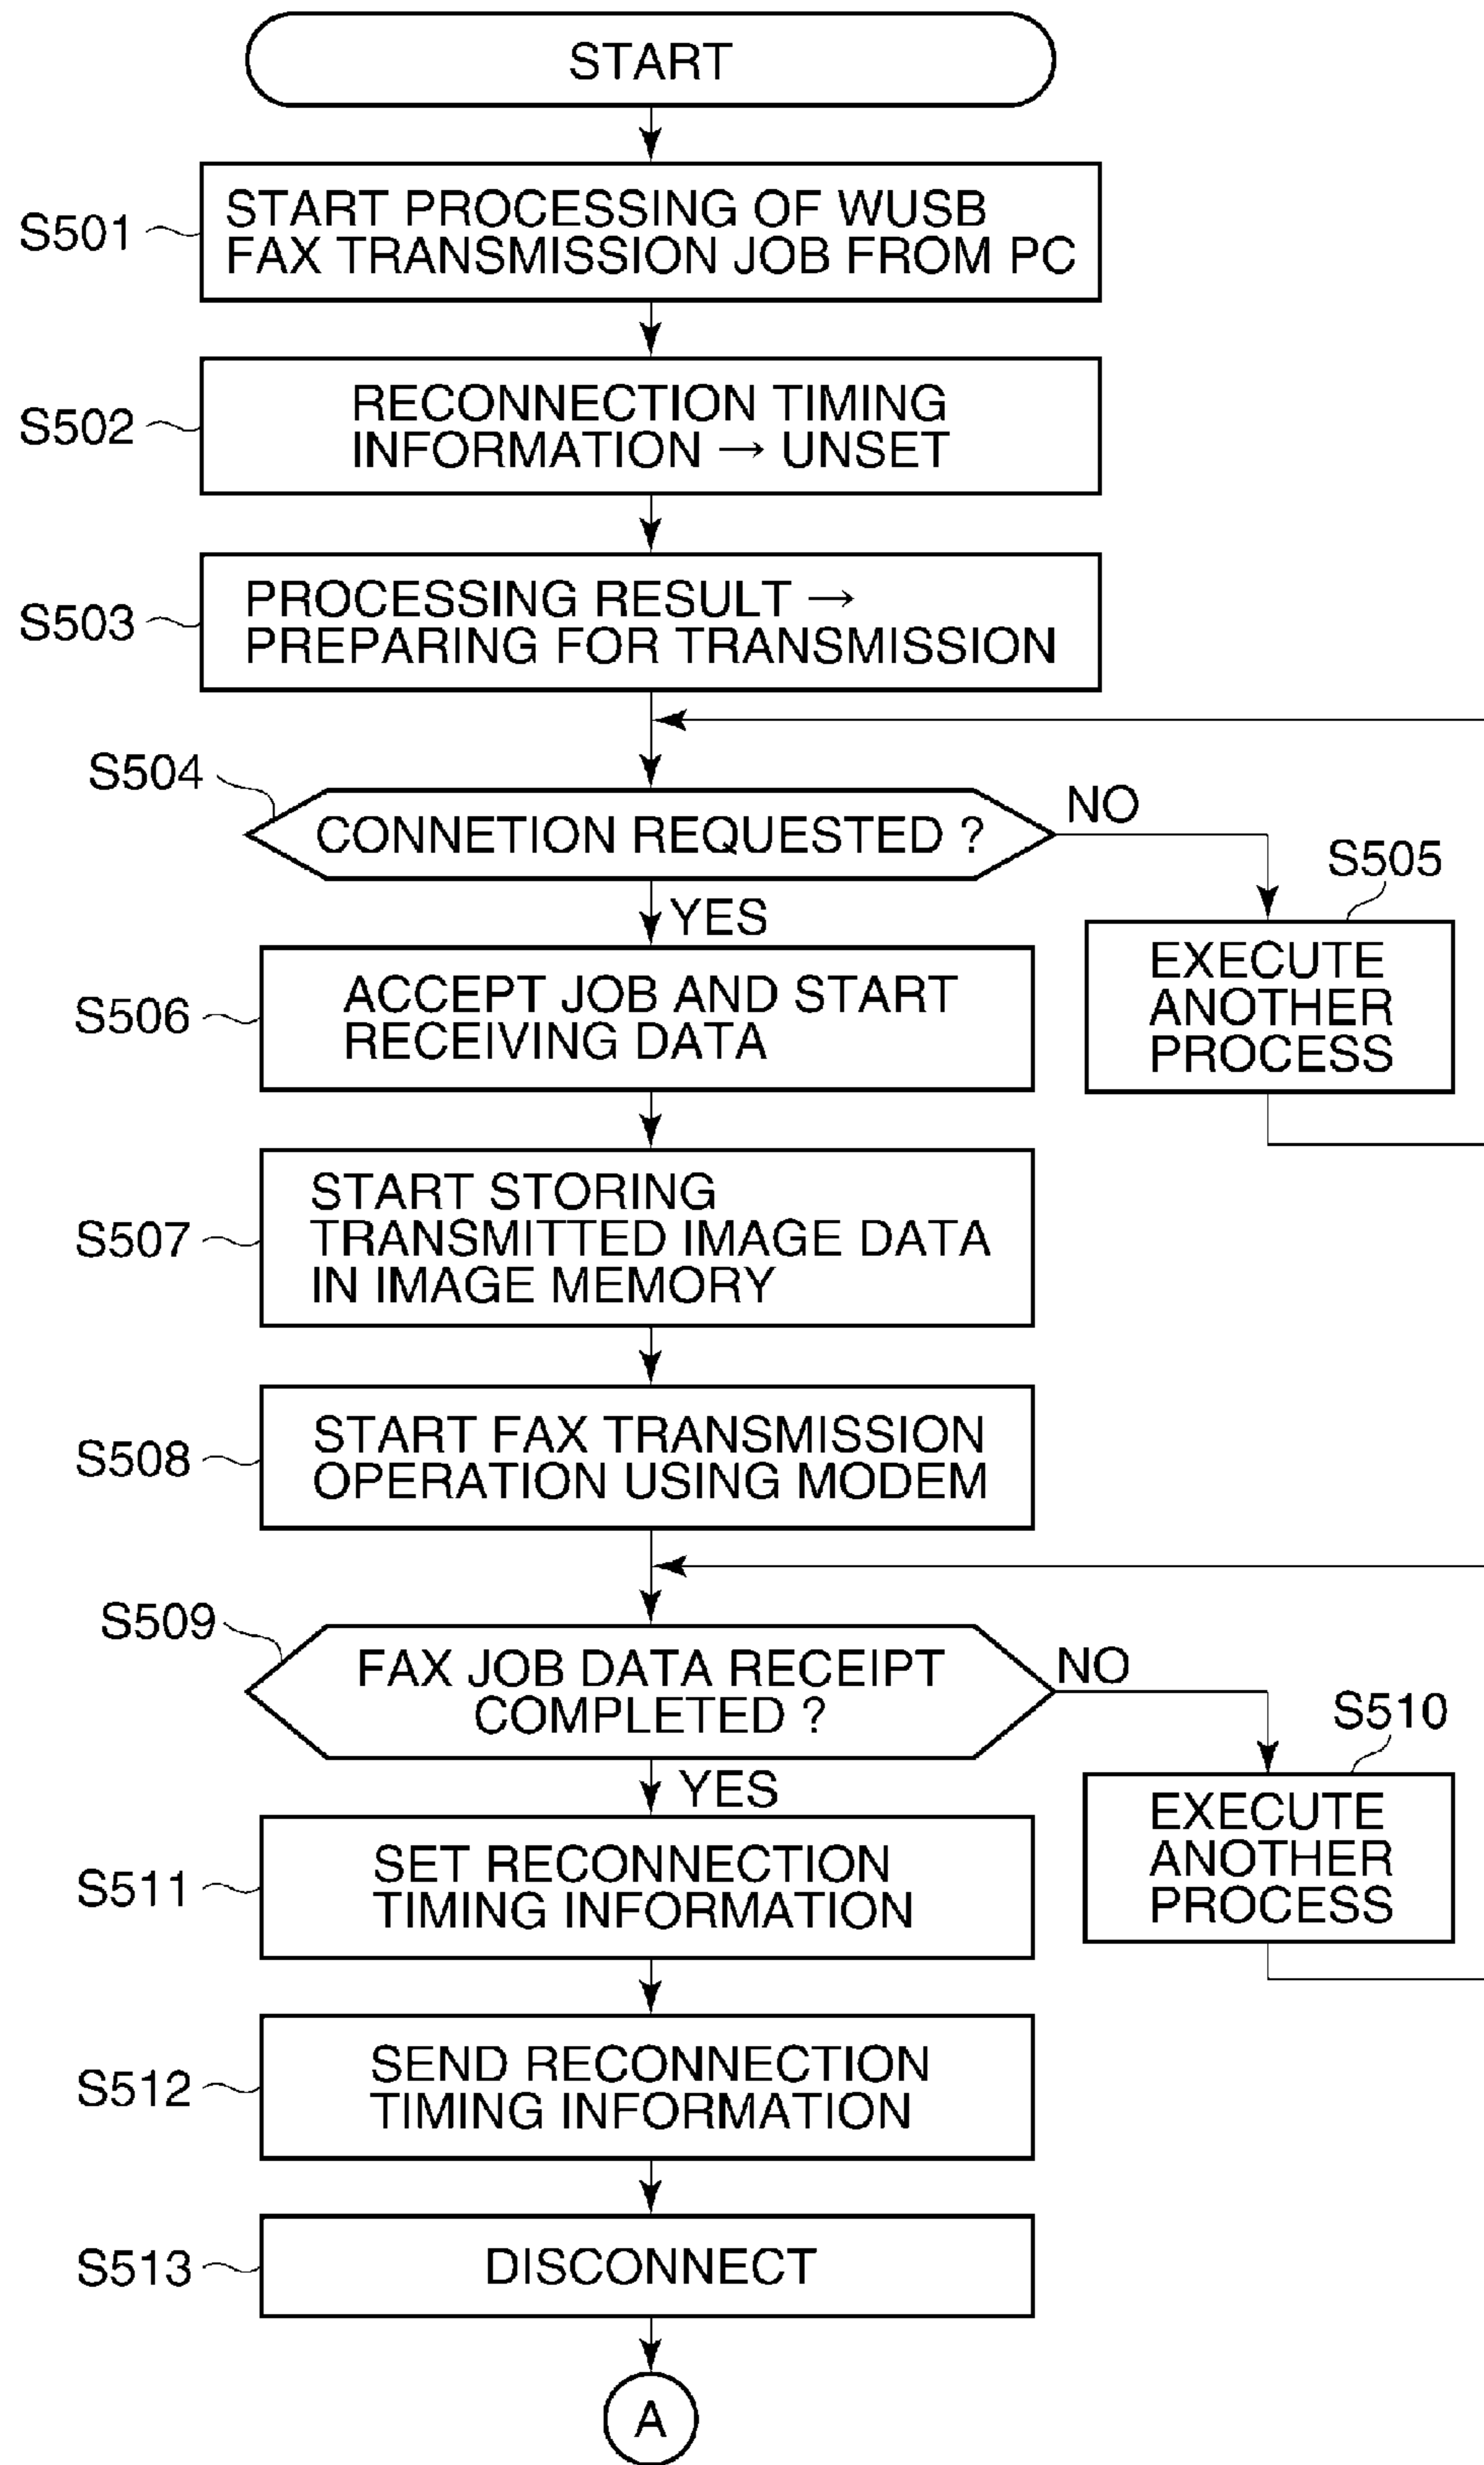 START
S501
START PROCESSING OF WUSB
FAX TRANSMISSION JOB FROM PC
S502
RECONNECTION TIMING
INFORMATION → UNSET
S503
PROCESSING RESULT →
PREPARING FOR TRANSMISSION
S504
CONNETION REQUESTED ?
NO
YES
S505
EXECUTE
ANOTHER
PROCESS
S506
ACCEPT JOB AND START
RECEIVING DATA
S507
START STORING
TRANSMITTED IMAGE DATA
IN IMAGE MEMORY
S508
START FAX TRANSMISSION
OPERATION USING MODEM
S509
FAX JOB DATA RECEIPT
COMPLETED ?
NO
YES
S510
EXECUTE
ANOTHER
PROCESS
S511
SET RECONNECTION
TIMING INFORMATION
S512
SEND RECONNECTION
TIMING INFORMATION
S513
DISCONNECT
A